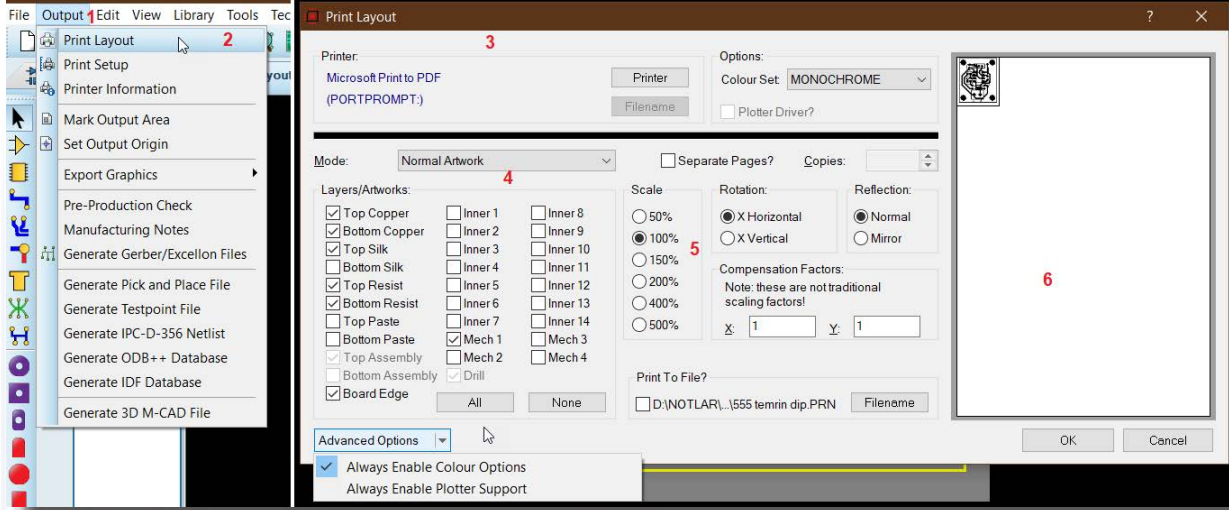 File Output 1 Edit View Library Tools Tec
Print Layout 2
Print Setup
Printer Information
Mark Output Area
Set Output Origin
Export Graphics
Pre-Production Check
Manufacturing Notes
Generate Gerber/Excellon Files
Generate Pick and Place File
Generate Testpoint File
Generate IPC-D-356 Netlist
Generate ODB++ Database
Generate IDF Database
Generate 3D M-CAD File
Print Layout ? ✕
3
Printer: Options:
Microsoft Print to PDF Printer Colour Set: MONOCHROME
(PORTPROMPT:) Filename Plotter Driver?
Mode: Normal Artwork Separate Pages? Copies:
4
Layers/Artworks: Scale Rotation: Reflection:
Top Copper Inner 1 Inner 8 50% X Horizontal Normal
Bottom Copper Inner 2 Inner 9 100% X Vertical Mirror
5
Top Silk Inner 3 Inner 10 150%
Bottom Silk Inner 4 Inner 11 200% Compensation Factors:
Top Resist Inner 5 Inner 12 400% Note: these are not traditional
Bottom Resist Inner 6 Inner 13 500% scaling factors!
Top Paste Inner 7 Inner 14 X: 1 Y: 1
Bottom Paste Mech 1 Mech 3
Top Assembly Mech 2 Mech 4
Bottom Assembly Drill Print To File?
Board Edge All None D:\NOTLAR\...\555 temrin dip.PRN Filename
6
Advanced Options OK Cancel
Always Enable Colour Options
Always Enable Plotter Support